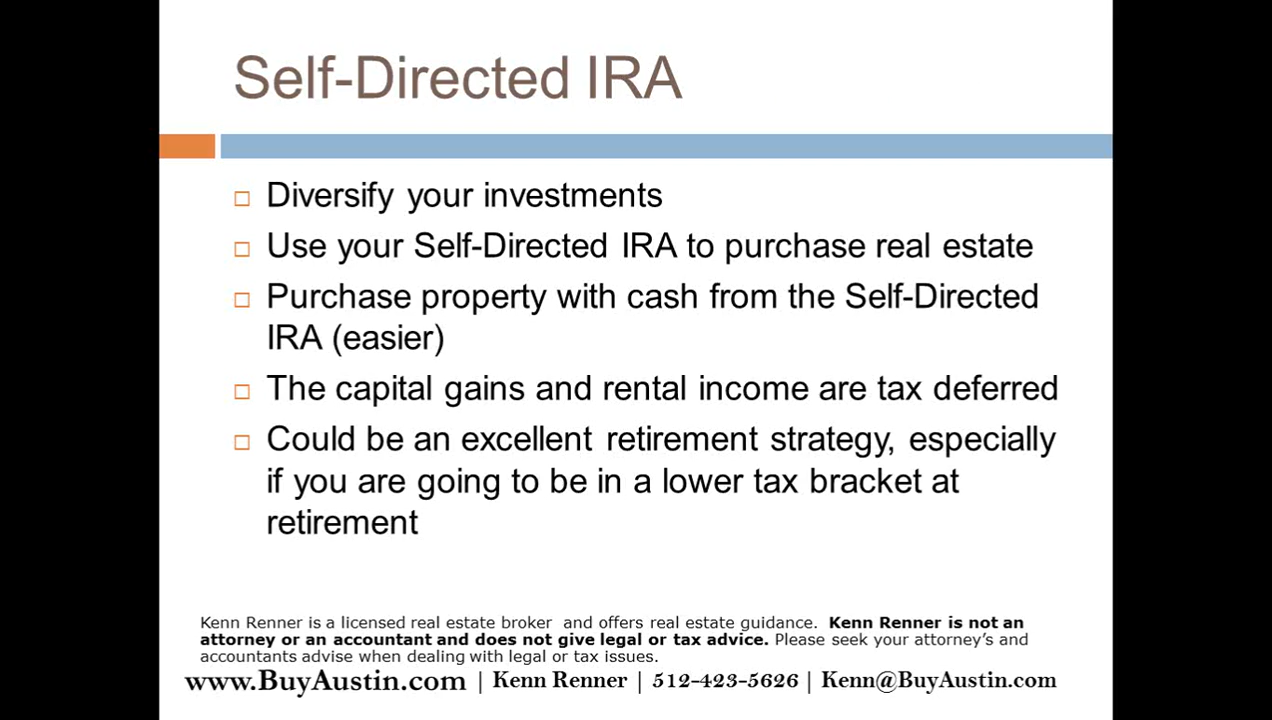 Self-Directed IRA
Diversify your investments
Use your Self-Directed IRA to purchase real estate
Purchase property with cash from the Self-Directed
IRA (easier)
The capital gains and rental income are tax deferred
Could be an excellent retirement strategy, especially
if you are going to be in a lower tax bracket at
retirement
Kenn Renner is a licensed real estate broker and offers real estate guidance. Kenn Renner is not an
attorney or an accountant and does not give legal or tax advice. Please seek your attorney's and
accountants advise when dealing with legal or tax issues.
www.BuyAustin.com | Kenn Renner | 512-423-5626 | Kenn@BuyAustin.com